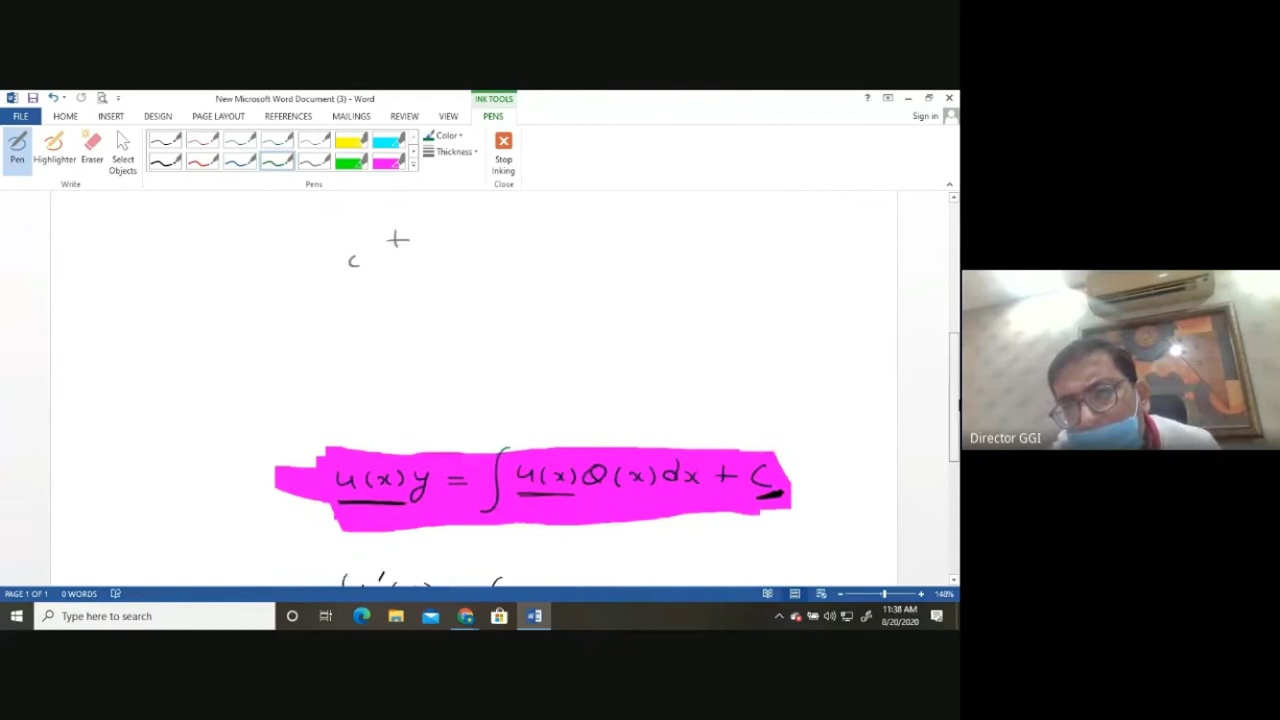 New Microsoft Word Document (3) - Word
INK TOOLS
?
FILE HOME INSERT DESIGN PAGE LAYOUT REFERENCES MAILINGS REVIEW VIEW PENS
Sign in
Pen Highlighter Eraser Select Objects
Color
Thickness
Stop Inking
Write Pens Close
+
c
u(x)y = ∫ u(x)Q(x)dx + C
Director GGI
PAGE 1 OF 1 0 WORDS
148%
Type here to search
11:38 AM
8/20/2020